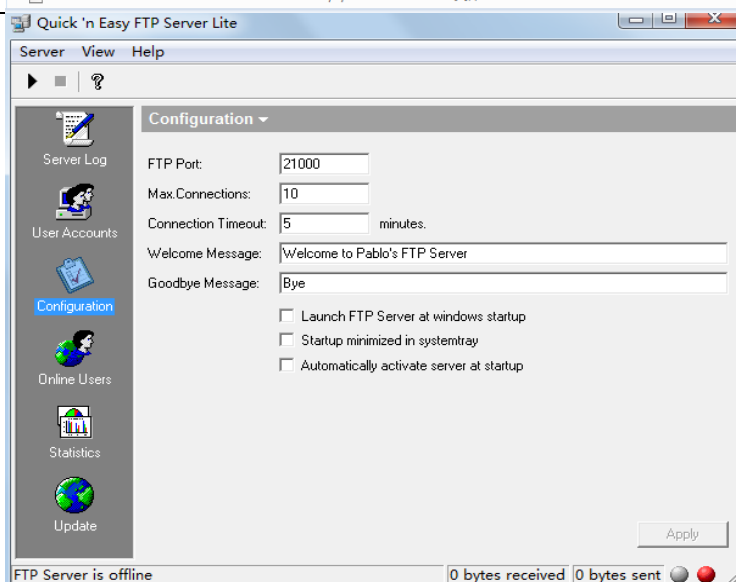 Quick 'n Easy FTP Server Lite
Server View Help
Configuration
Server Log
User Accounts
Configuration
Online Users
Statistics
Update
FTP Port: 21000
Max.Connections: 10
Connection Timeout: 5 minutes.
Welcome Message: Welcome to Pablo's FTP Server
Goodbye Message: Bye
Launch FTP Server at windows startup
Startup minimized in systemtray
Automatically activate server at startup
Apply
FTP Server is offline 0 bytes received 0 bytes sent